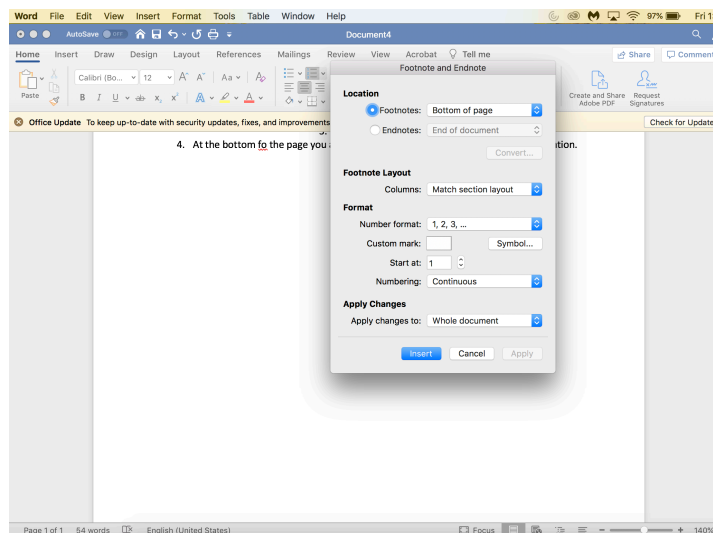 Word File Edit View Insert Format Tools Table Window Help 97% Fri 1
AutoSave OFF Document4
Home Insert Draw Design Layout References Mailings Review View Acrobat Tell me Share Comment
Paste
Calibri (Bo... 12 A^ Aˇ Aa A
B I U ab x₂ x² A A
Create and Share
Adobe PDF
Request
Signatures
Office Update To keep up-to-date with security updates, fixes, and improvements Check for Update
4. At the bottom fo the page you
Footnote and Endnote
Location
Footnotes: Bottom of page
Endnotes: End of document
Convert...
Footnote Layout
Columns: Match section layout
Format
Number format: 1, 2, 3, ...
Custom mark: Symbol...
Start at: 1
Numbering: Continuous
Apply Changes
Apply changes to: Whole document
Insert Cancel Apply
Page 1 of 1 54 words English (United States) Focus 140%